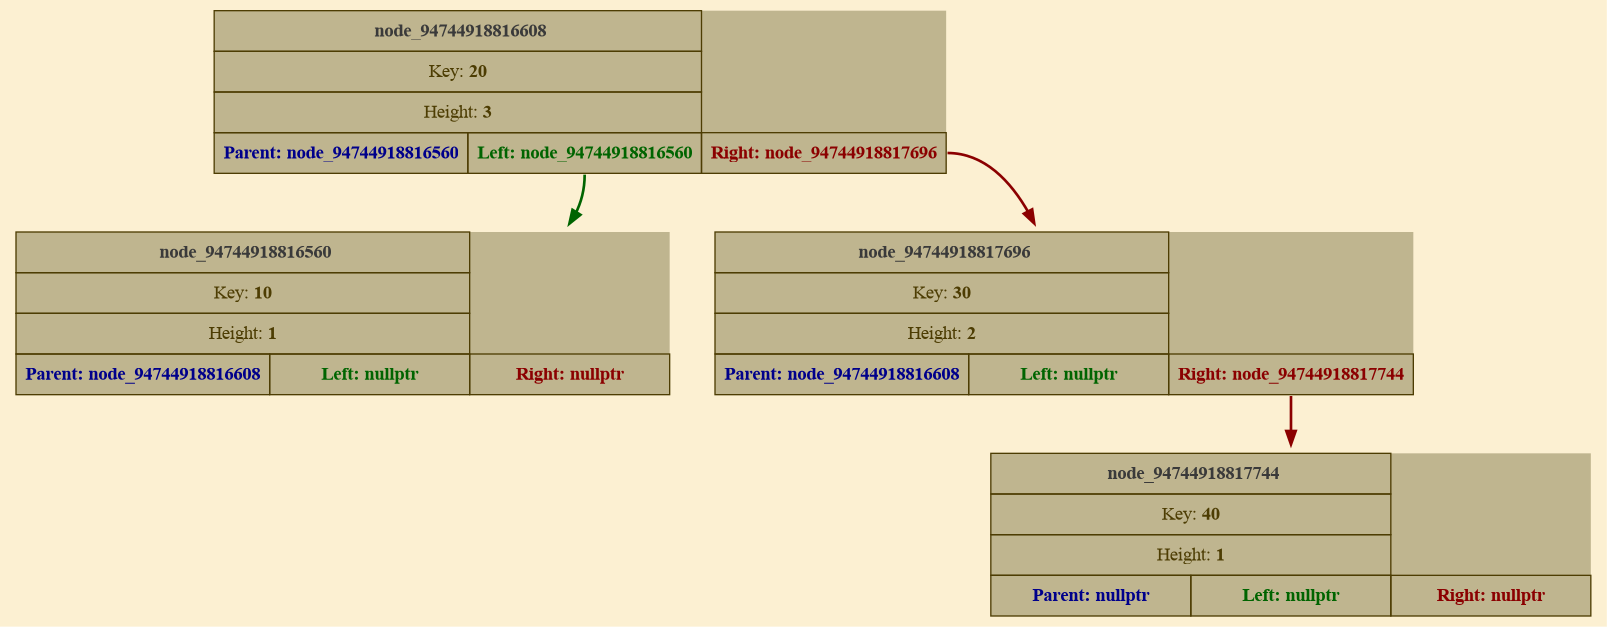 node_94744918816608
Key: 20
Height: 3
Parent: node_94744918816560 Left: node_94744918816560 Right: node_94744918817696
node_94744918816560
Key: 10
Height: 1
Parent: node_94744918816608 Left: nullptr Right: nullptr
node_94744918817696
Key: 30
Height: 2
Parent: node_94744918816608 Left: nullptr Right: node_94744918817744
node_94744918817744
Key: 40
Height: 1
Parent: nullptr Left: nullptr Right: nullptr